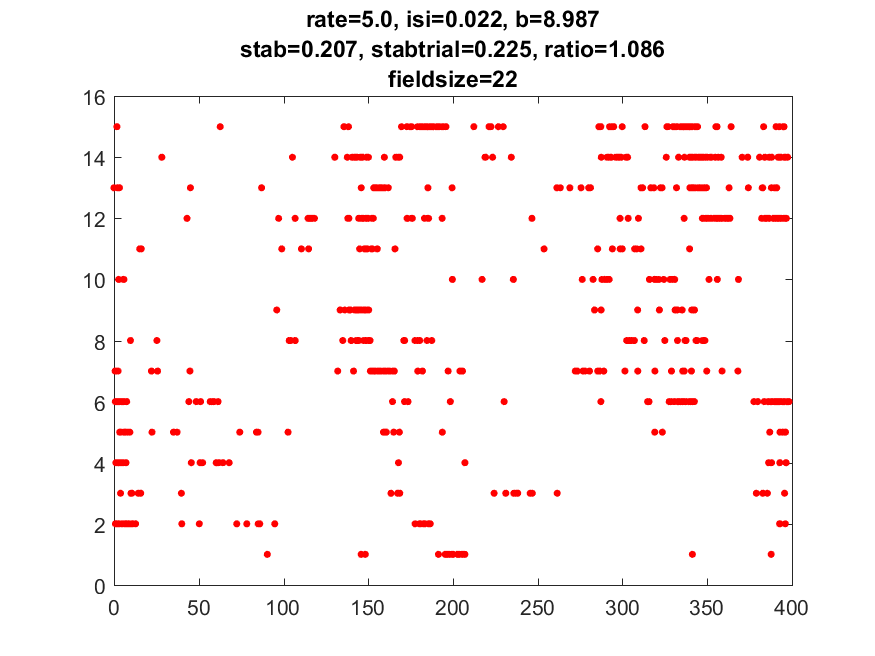 rate=5.0, isi=0.022, b=8.987
stab=0.207, stabtrial=0.225, ratio=1.086
fieldsize=22
16
14
12
10
8
6
4
2
0
0 50 100 150 200 250 300 350 400